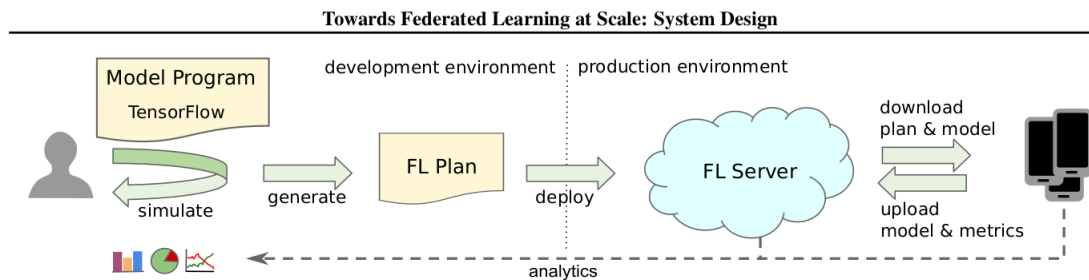 Towards Federated Learning at Scale: System Design
development environment
production environment
Model Program
TensorFlow
simulate
generate
FL Plan
deploy
FL Server
download
plan & model
upload
model & metrics
analytics